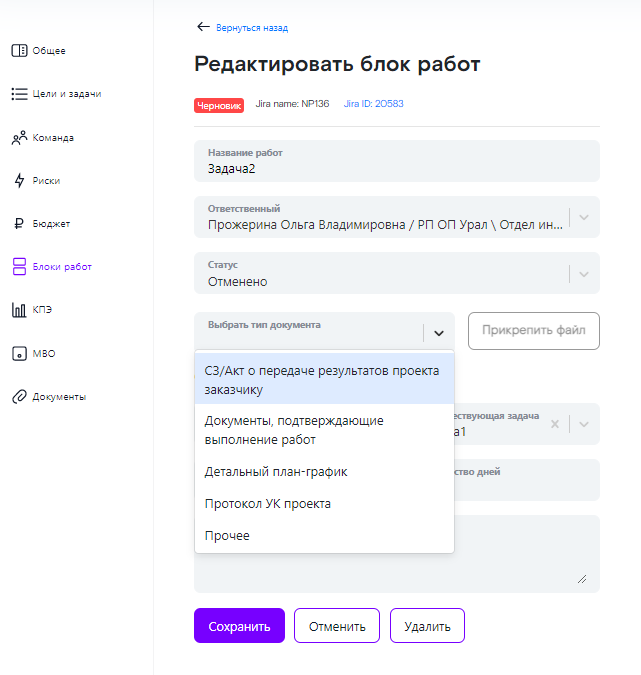 Вернуться назад
Редактировать блок работ
Черновик Jira name: NP136 Jira ID: 20583
Общее
Цели и задачи
Команда
Риски
Бюджет
Блоки работ
КПЭ
МВО
Документы
Название работ
Задача2
Ответственный
Прожерина Ольга Владимировна / РП ОП Урал \ Отдел ин...
Статус
Отменено
Выбрать тип документа
Прикрепить файл
СЗ/Акт о передаче результатов проекта
заказчику
Документы, подтверждающие
выполнение работ
Детальный план-график
Протокол УК проекта
Прочее
ествующая задача
а1
ство дней
Сохранить Отменить Удалить